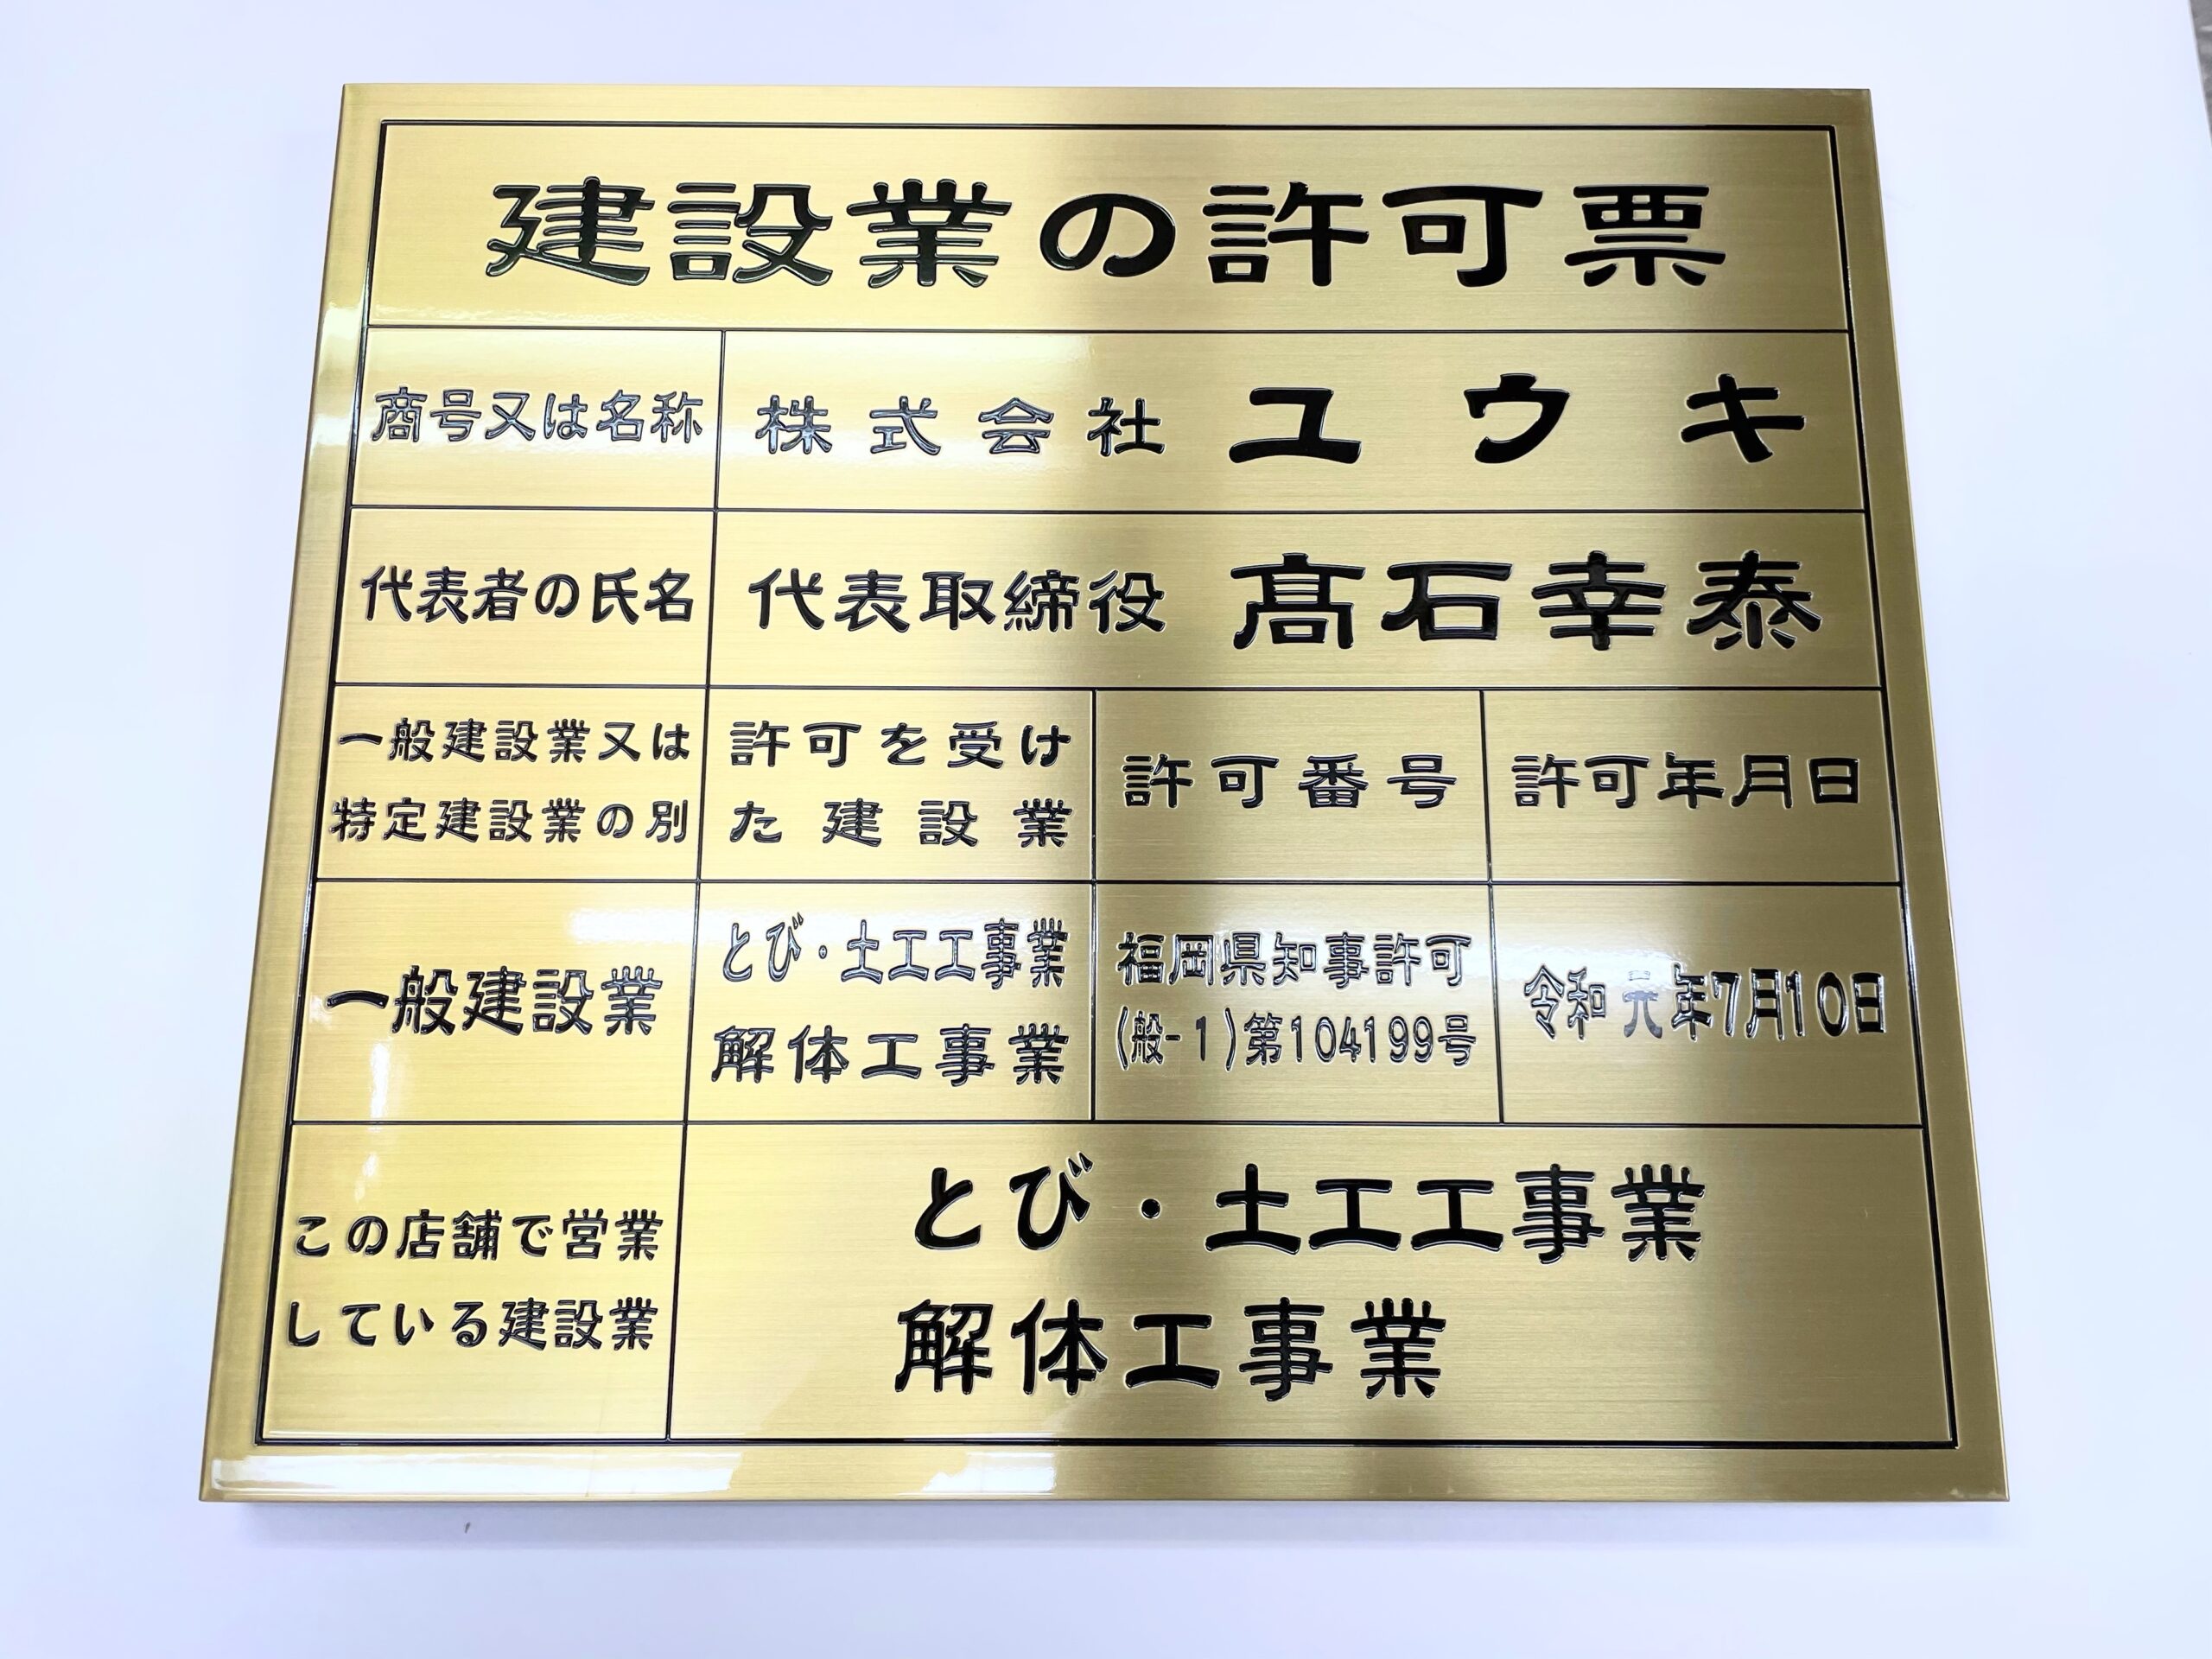 建設業の許可票
商号又は名称 株式会社 ユウキ
代表者の氏名 代表取締役 髙石幸泰
一般建設業又は
特定建設業の別
許可を受け
た建設業
許可番号
許可年月日
一般建設業
とび・土工工事業
解体工事業
福岡県知事許可
(般-1)第104199号
令和元年7月10日
この店舗で営業
している建設業
とび・土工工事業
解体工事業